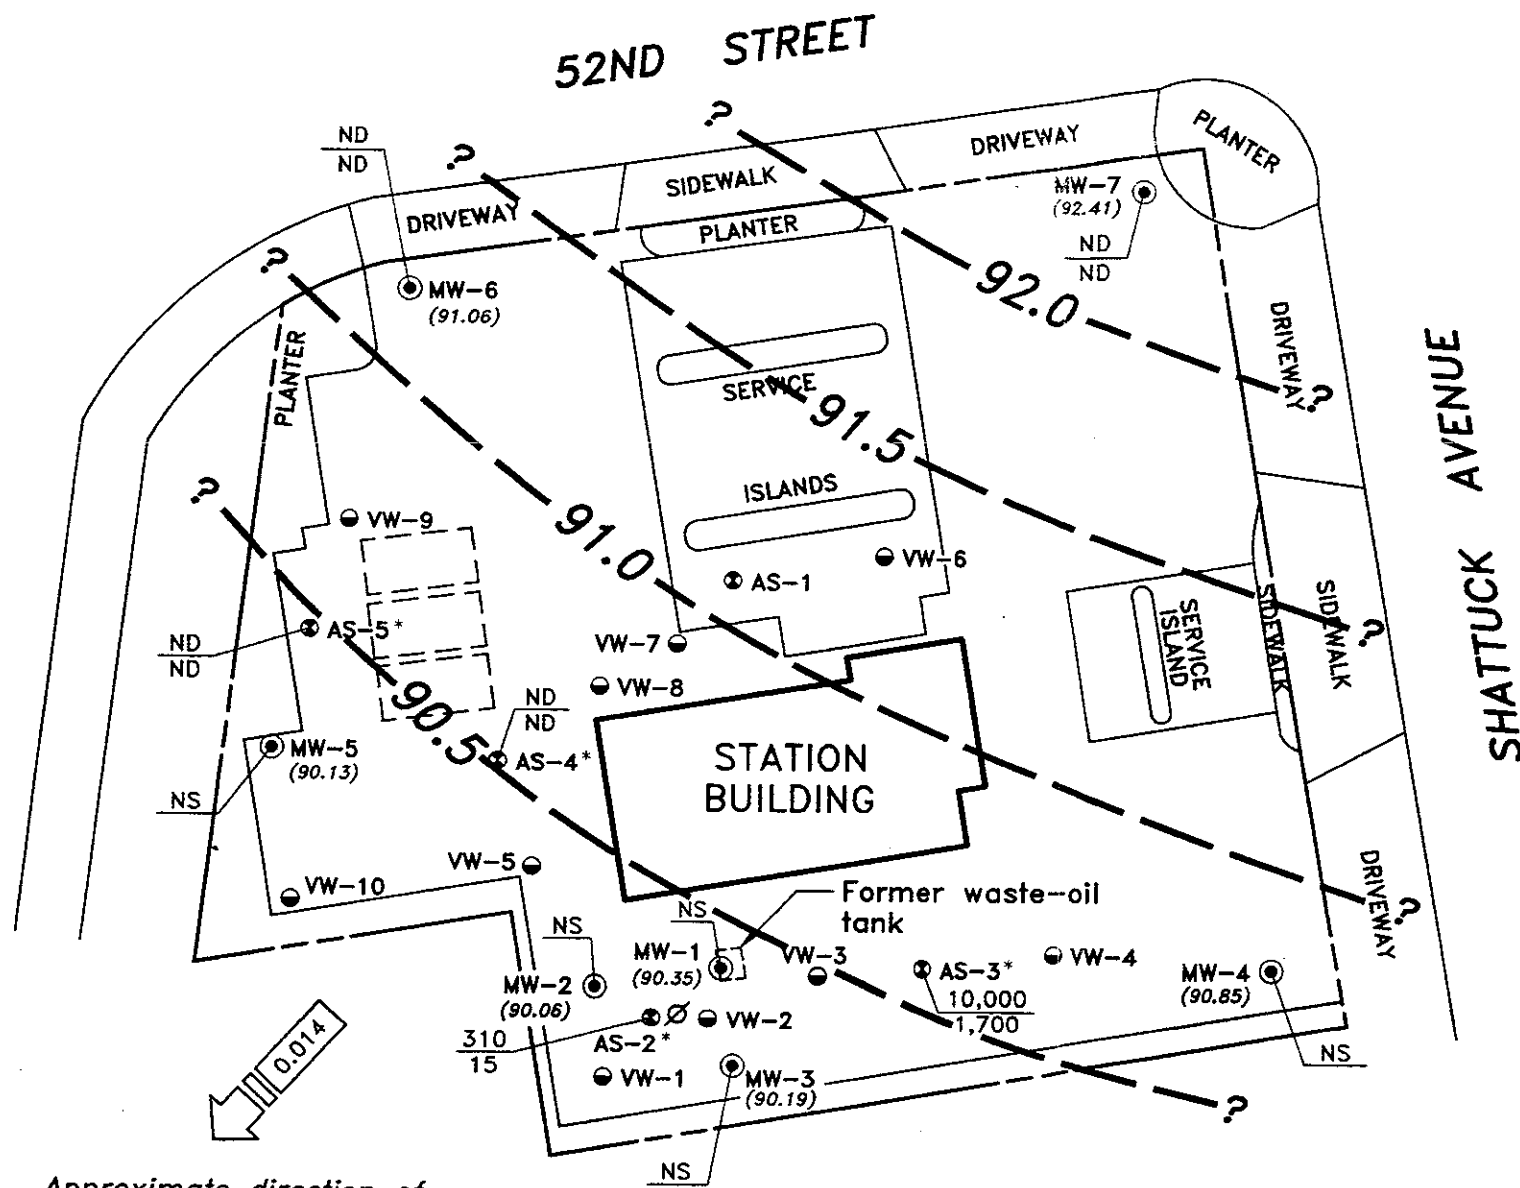 52ND STREET
ND
ND
DRIVEWAY
SIDEWALK
DRIVEWAY
PLANTER
?
?
?
PLANTER
MW-7
(92.41)
ND
ND
?
MW-6
(91.06)
92.0
DRIVEWAY
PLANTER
SERVICE
?
91.5
SHATTUCK AVENUE
?
ISLANDS
VW-9
91.0
VW-6
AS-1
AS-5*
ND
ND
VW-7
SERVICE
ISLAND
SIDEWALK
SIDEWALK
?
VW-8
90.5
ND
ND
AS-4*
MW-5
(90.13)
NS
STATION
BUILDING
VW-5
VW-10
Former waste-oil
tank
DRIVEWAY
?
NS
NS
MW-1
(90.35)
VW-3
AS-3*
10,000
1,700
VW-4
MW-4
(90.85)
NS
MW-2
(90.06)
VW-2
AS-2*
310
15
VW-1
MW-3
(90.19)
?
NS
0.014
Approximate direction of